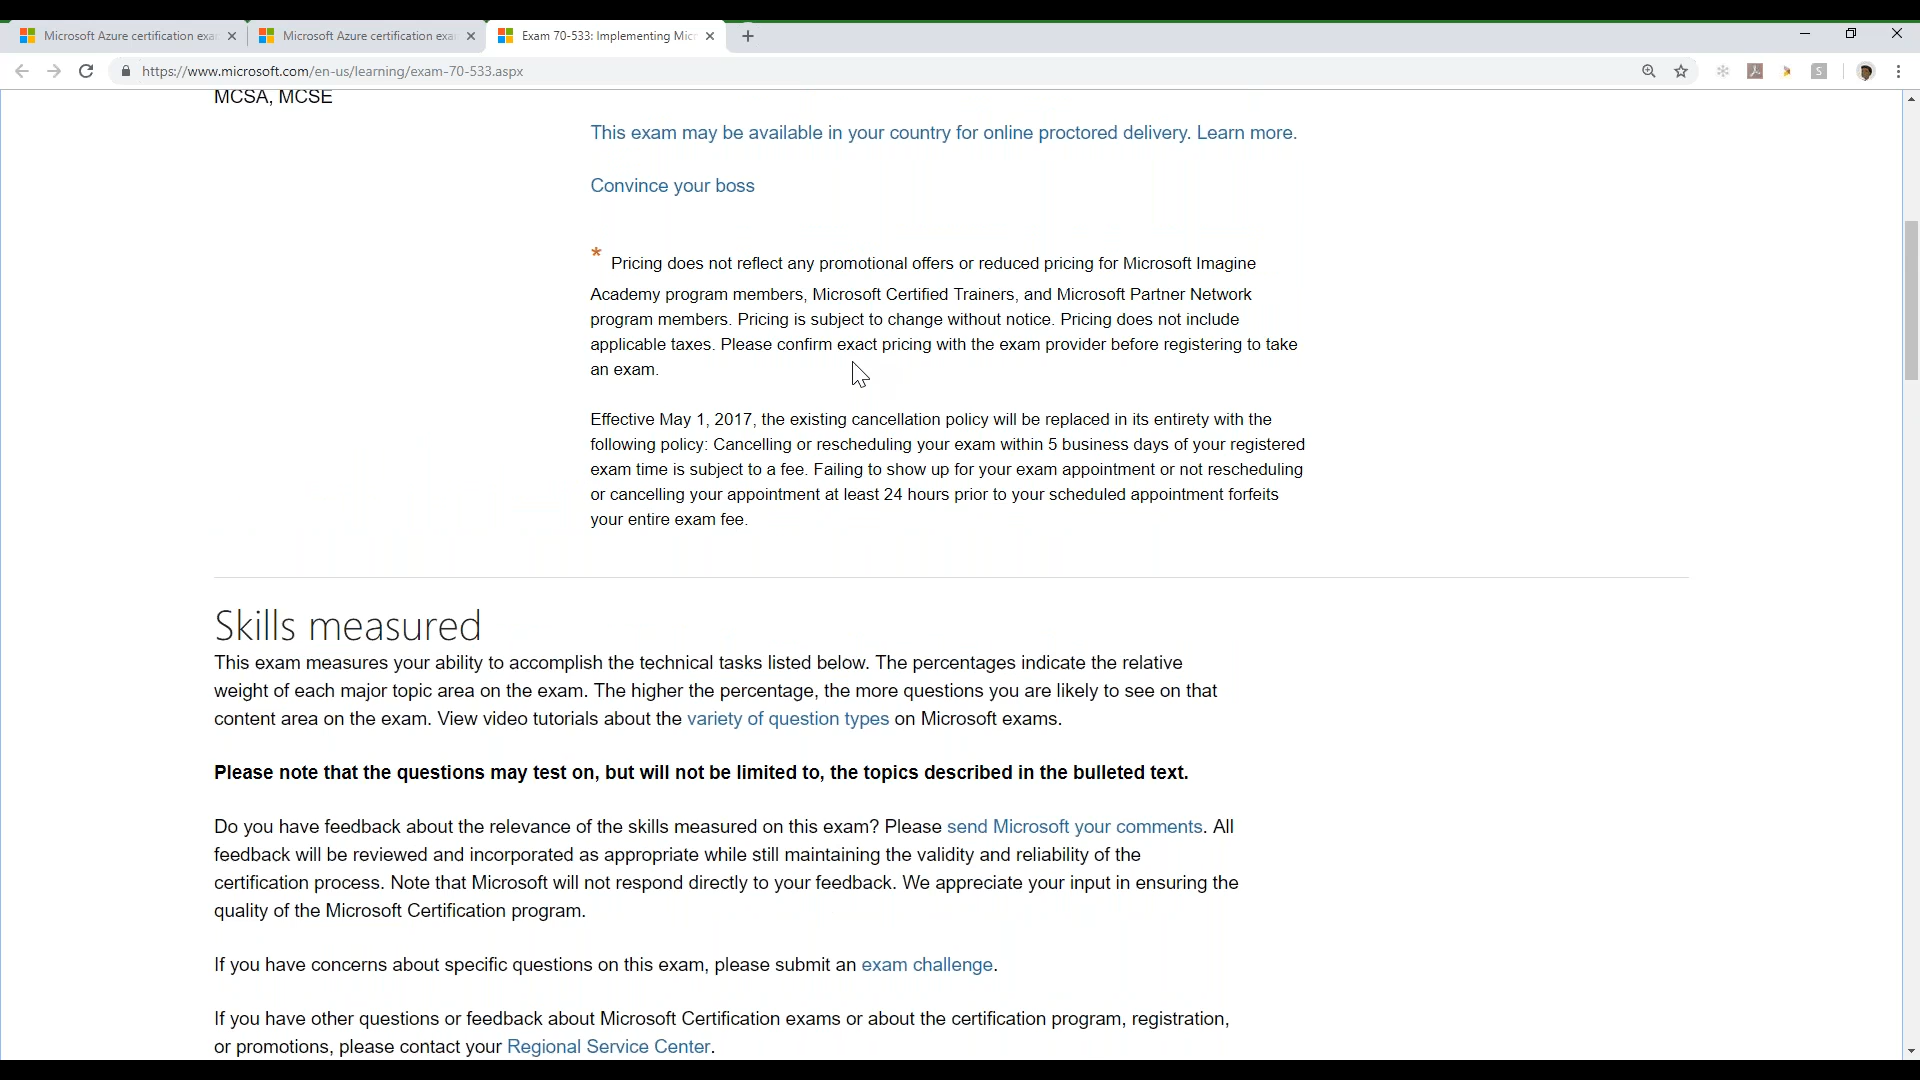 Microsoft Azure certification exa
Microsoft Azure certification exa
Exam 70-533: Implementing Micr
https://www.microsoft.com/en-us/learning/exam-70-533.aspx
MCSA, MCSE
This exam may be available in your country for online proctored delivery. Learn more.
Convince your boss
* Pricing does not reflect any promotional offers or reduced pricing for Microsoft Imagine
Academy program members, Microsoft Certified Trainers, and Microsoft Partner Network
program members. Pricing is subject to change without notice. Pricing does not include
applicable taxes. Please confirm exact pricing with the exam provider before registering to take
an exam.
Effective May 1, 2017, the existing cancellation policy will be replaced in its entirety with the
following policy: Cancelling or rescheduling your exam within 5 business days of your registered
exam time is subject to a fee. Failing to show up for your exam appointment or not rescheduling
or cancelling your appointment at least 24 hours prior to your scheduled appointment forfeits
your entire exam fee.
Skills measured
This exam measures your ability to accomplish the technical tasks listed below. The percentages indicate the relative
weight of each major topic area on the exam. The higher the percentage, the more questions you are likely to see on that
content area on the exam. View video tutorials about the variety of question types on Microsoft exams.
Please note that the questions may test on, but will not be limited to, the topics described in the bulleted text.
Do you have feedback about the relevance of the skills measured on this exam? Please send Microsoft your comments. All
feedback will be reviewed and incorporated as appropriate while still maintaining the validity and reliability of the
certification process. Note that Microsoft will not respond directly to your feedback. We appreciate your input in ensuring the
quality of the Microsoft Certification program.
If you have concerns about specific questions on this exam, please submit an exam challenge.
If you have other questions or feedback about Microsoft Certification exams or about the certification program, registration,
or promotions, please contact your Regional Service Center.